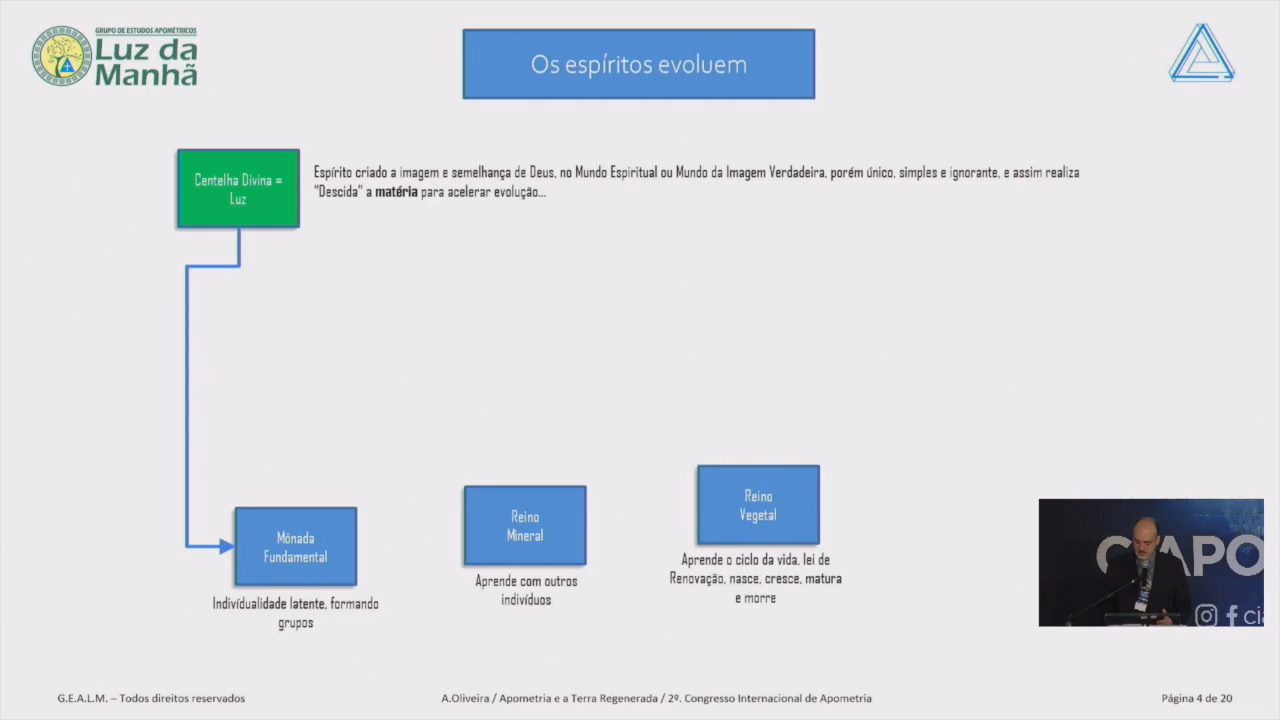 GRUPO DE ESTUDOS APOMÉTRICOS
Luz da
Manhã
Os espíritos evoluem
Centelha Divina =
Luz
Espírito criado a imagem e semelhança de Deus, no Mundo Espiritual ou Mundo da Imagem Verdadeira, porém único, simples e ignorante, e assim realiza
“Descida” a matéria para acelerar evolução...
Mônada
Fundamental
Indivídualidade latente, formando
grupos
Reino
Mineral
Aprende com outros
indivíduos
Reino
Vegetal
Aprende o ciclo da vida, lei de
Renovação, nasce, cresce, matura
e morre
CIAPO
cia
G.E.A.L.M. – Todos direitos reservados
A.Oliveira / Apometria e a Terra Regenerada / 2º. Congresso Internacional de Apometria
Página 4 de 20